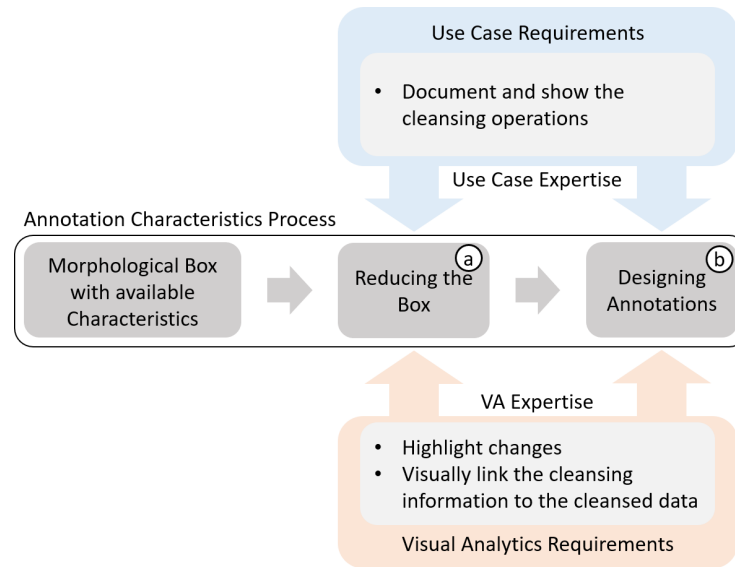 Use Case Requirements
• Document and show the
cleansing operations
Use Case Expertise
Annotation Characteristics Process
Morphological Box
with available
Characteristics
a
Reducing the
Box
b
Designing
Annotations
VA Expertise
• Highlight changes
• Visually link the cleansing
information to the cleansed data
Visual Analytics Requirements